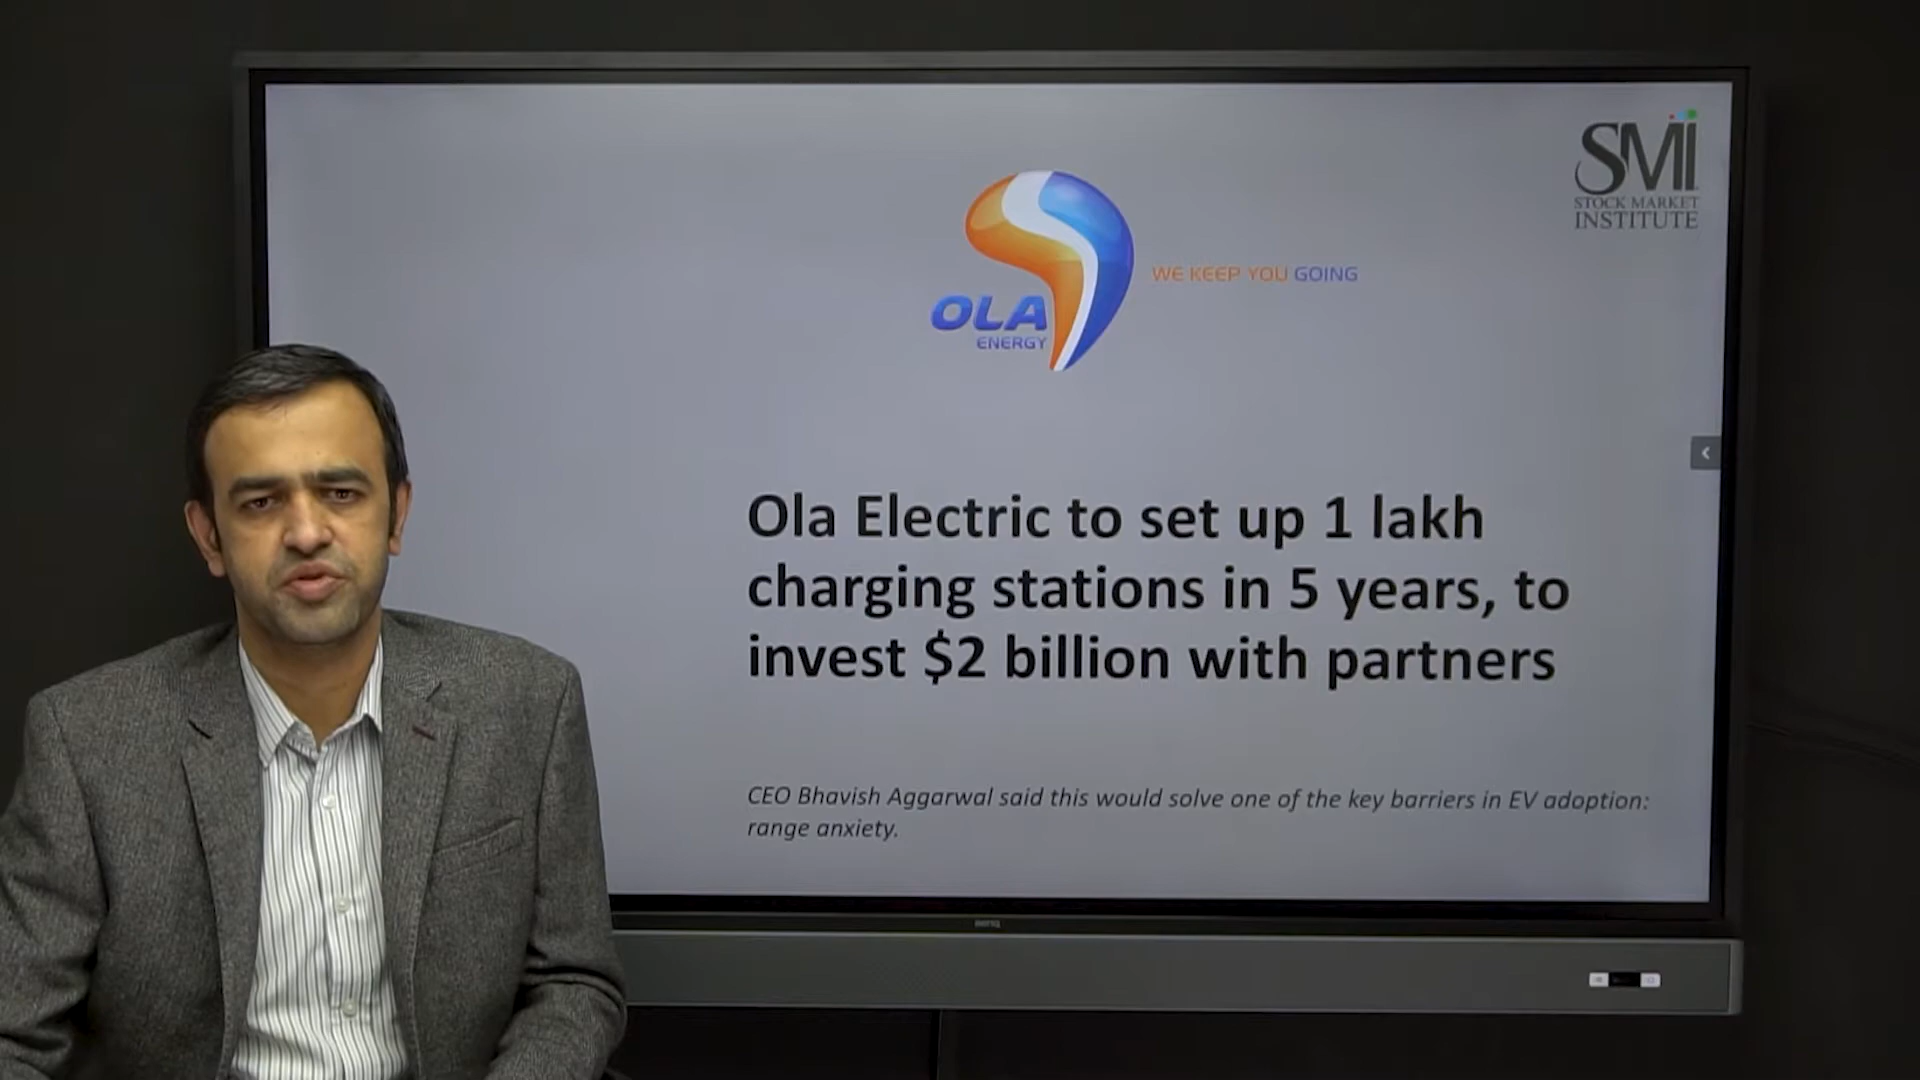 SMI
STOCK MARKET
INSTITUTE
WE KEEP YOU GOING
OLA
ENERGY
Ola Electric to set up 1 lakh
charging stations in 5 years, to
invest $2 billion with partners
CEO Bhavish Aggarwal said this would solve one of the key barriers in EV adoption:
range anxiety.